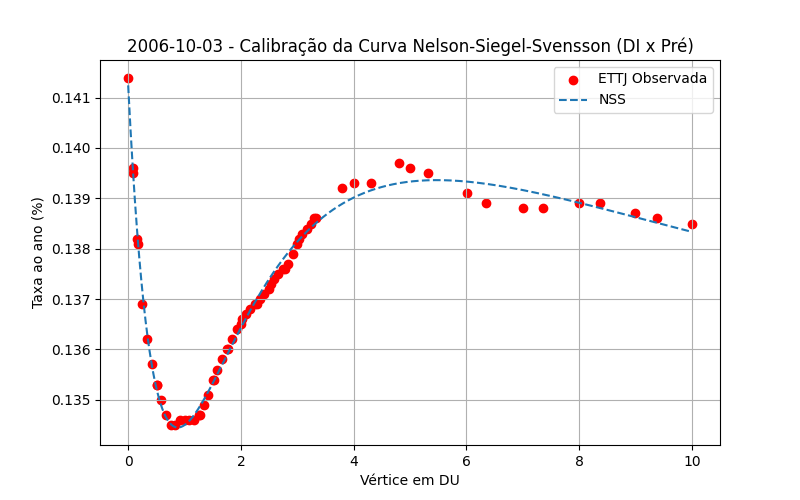 2006-10-03 - Calibração da Curva Nelson-Siegel-Svensson (DI x Pré)
ETTJ Observada
NSS
Taxa ao ano (%)
0.141
0.140
0.139
0.138
0.137
0.136
0.135
0 2 4 6 8 10
Vértice em DU